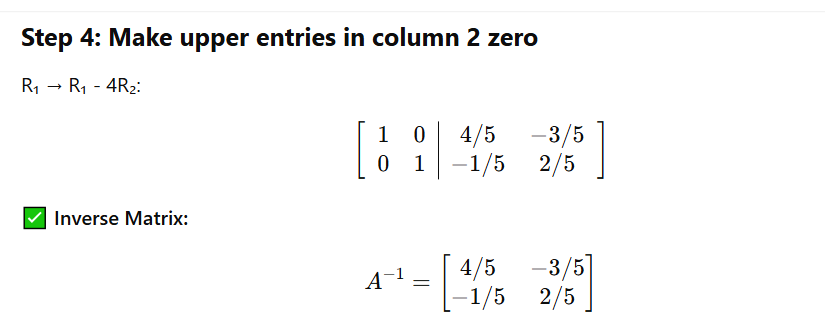 Step 4: Make upper entries in column 2 zero
R₁ → R₁ - 4R₂:
[ 1 0 | 4/5 −3/5 ]
[ 0 1 | −1/5 2/5 ]
✅ Inverse Matrix:
A⁻¹ = [ 4/5 −3/5 ]
[ −1/5 2/5 ]